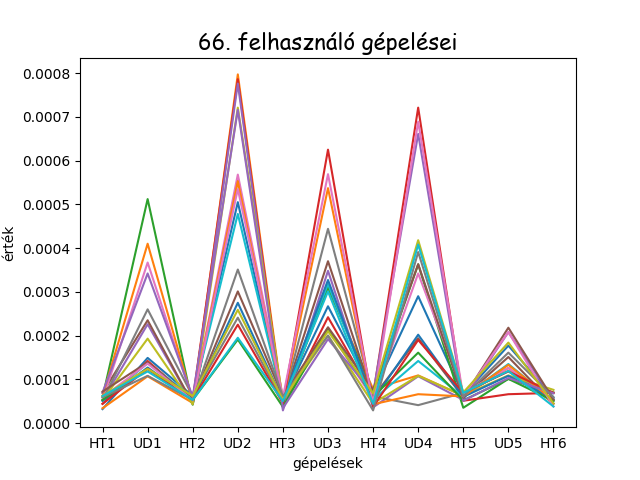 66. felhasználó gépelései
0.0008
0.0007
0.0006
0.0005
0.0004
0.0003
0.0002
0.0001
0.0000
érték
HT1 UD1 HT2 UD2 HT3 UD3 HT4 UD4 HT5 UD5 HT6
gépelések